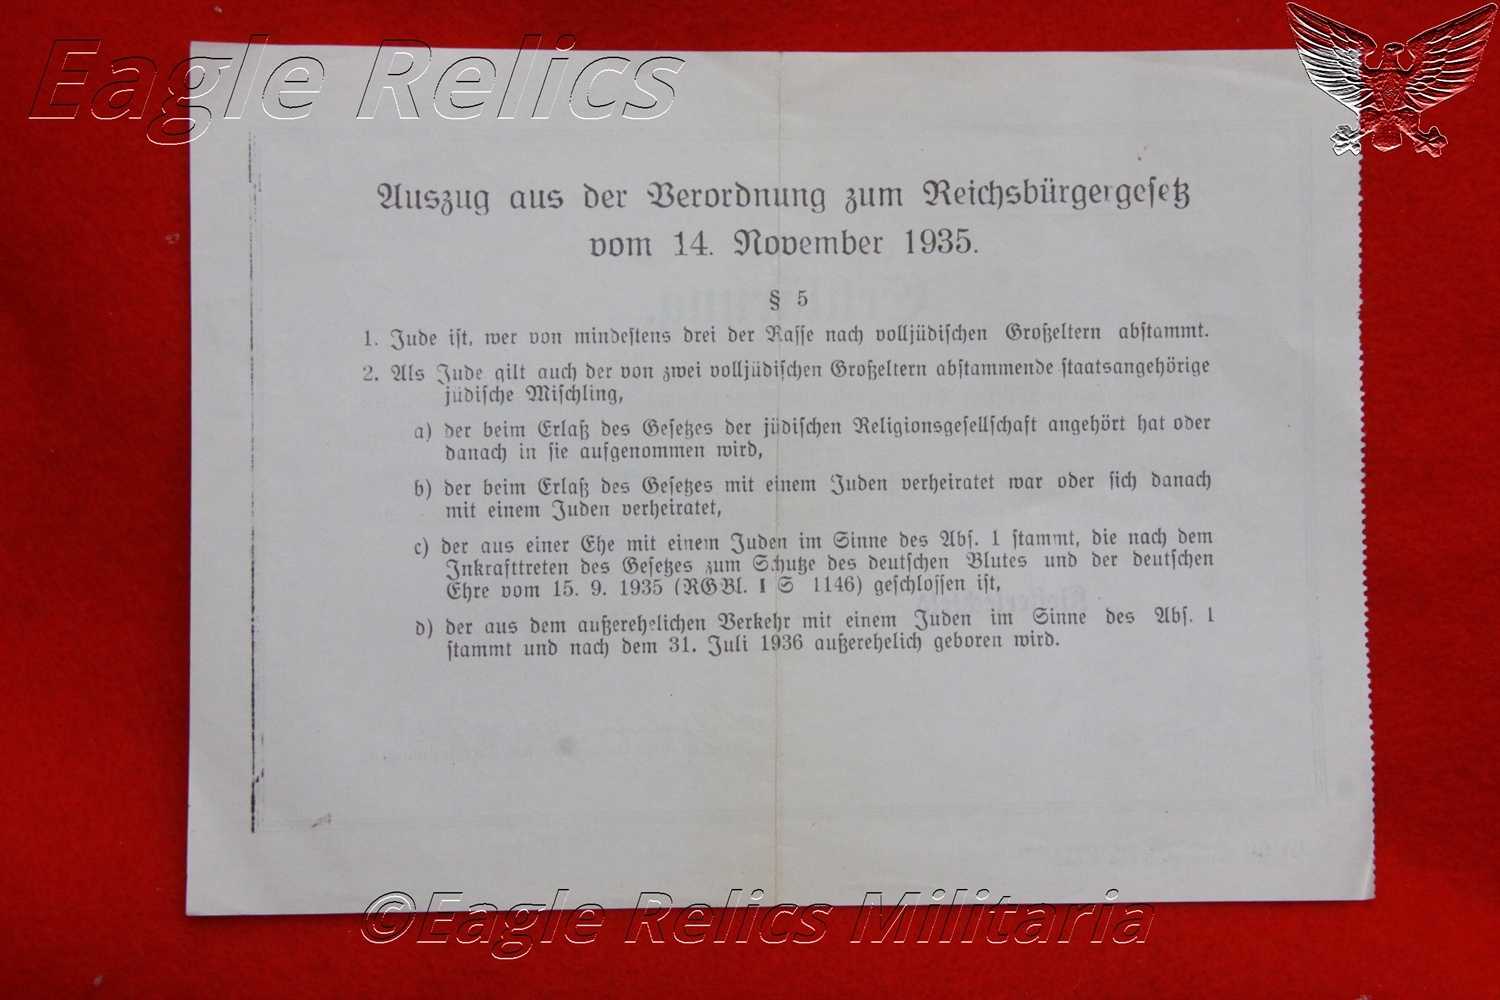 Eagle Relics
Auszug aus der Verordnung zum Reichsbürgergesetz
vom 14. November 1935.
§ 5
1. Jude ist, wer von mindestens drei der Rasse nach volljüdischen Großeltern abstammt.
2. Als Jude gilt auch der von zwei volljüdischen Großeltern abstammende staatsangehörige
jüdische Mischling,
a) der beim Erlaß des Gesetzes der jüdischen Religionsgesellschaft angehört hat oder
danach in sie aufgenommen wird,
b) der beim Erlaß des Gesetzes mit einem Juden verheiratet war oder sich danach
mit einem Juden verheiratet,
c) der aus einer Ehe mit einem Juden im Sinne des Abs. 1 stammt, die nach dem
Inkrafttreten des Gesetzes zum Schutze des deutschen Blutes und der deutschen
Ehre vom 15. 9. 1935 (RGBl. I S 1146) geschlossen ist,
d) der aus dem außerehelichen Verkehr mit einem Juden im Sinne des Abs. 1
stammt und nach dem 31. Juli 1936 außerehelich geboren wird.
©Eagle Relics Militaria